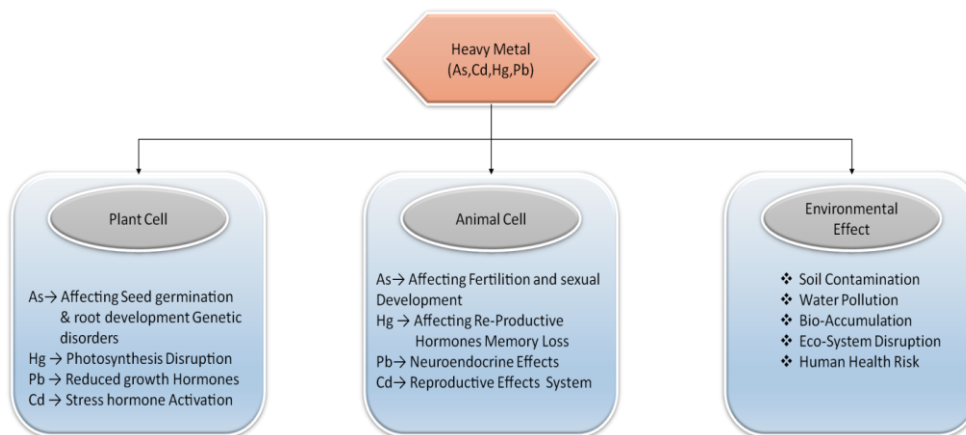 Heavy Metal
(As,Cd,Hg,Pb)
Plant Cell
As→ Affecting Seed germination
& root development Genetic
disorders
Hg → Photosynthesis Disruption
Pb → Reduced growth Hormones
Cd → Stress hormone Activation
Animal Cell
As→ Affecting Fertilition and sexual
Development
Hg → Affecting Re-Productive
Hormones Memory Loss
Pb→ Neuroendocrine Effects
Cd→ Reproductive Effects System
Environmental
Effect
❖ Soil Contamination
❖ Water Pollution
❖ Bio-Accumulation
❖ Eco-System Disruption
❖ Human Health Risk